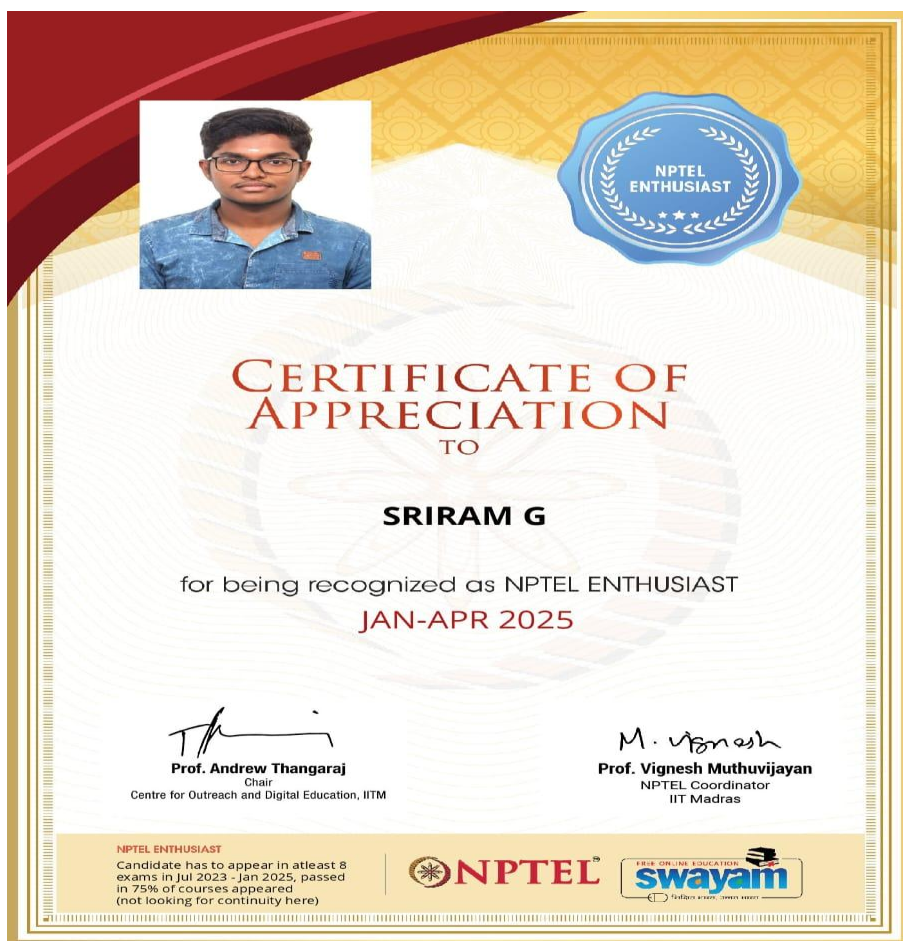 NPTEL
ENTHUSIAST
CERTIFICATE OF
APPRECIATION
TO
SRIRAM G
for being recognized as NPTEL ENTHUSIAST
JAN-APR 2025
M. Vignesh
Prof. Andrew Thangaraj
Chair
Centre for Outreach and Digital Education, IITM
Prof. Vignesh Muthuvijayan
NPTEL Coordinator
IIT Madras
NPTEL ENTHUSIAST
Candidate has to appear in atleast 8
exams in Jul 2023 - Jan 2025, passed
in 75% of courses appeared
(not looking for continuity here)
NPTEL
FREE ONLINE EDUCATION
swayam